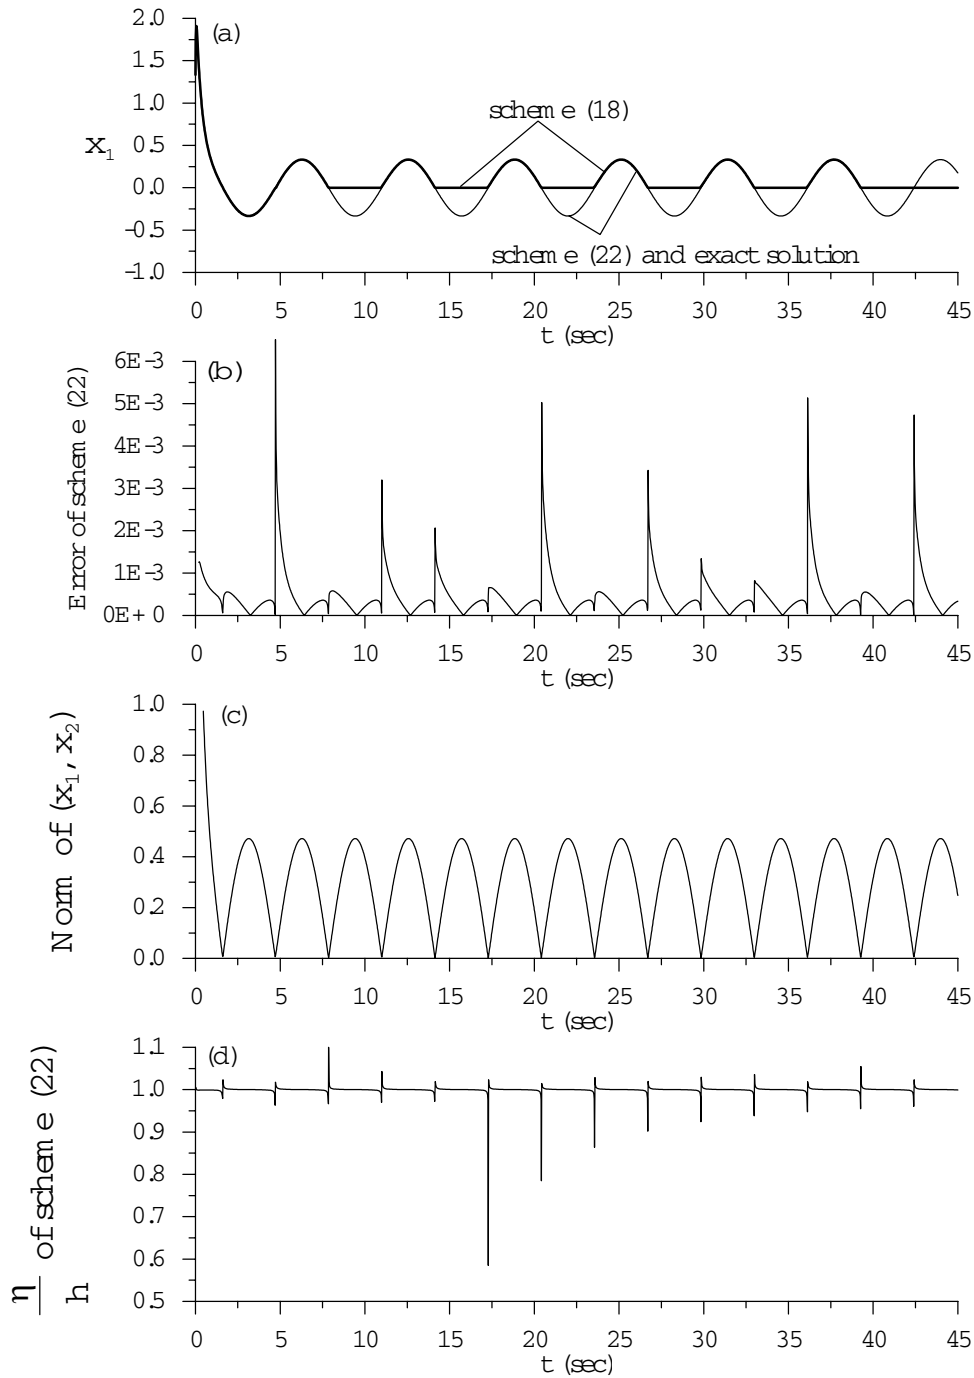 (a)
2.0
1.5
1.0
0.5
0.0
-0.5
-1.0
X1
scheme (18)
scheme (22) and exact solution
0 5 10 15 20 25 30 35 40 45
t (sec)
(b)
6E-3
5E-3
4E-3
3E-3
2E-3
1E-3
0E+0
Error of scheme (22)
0 5 10 15 20 25 30 35 40 45
t (sec)
(c)
1.0
0.8
0.6
0.4
0.2
0.0
Norm of (x1, x2)
0 5 10 15 20 25 30 35 40 45
t (sec)
(d)
1.1
1.0
0.9
0.8
0.7
0.6
0.5
η/h of scheme (22)
0 5 10 15 20 25 30 35 40 45
t (sec)